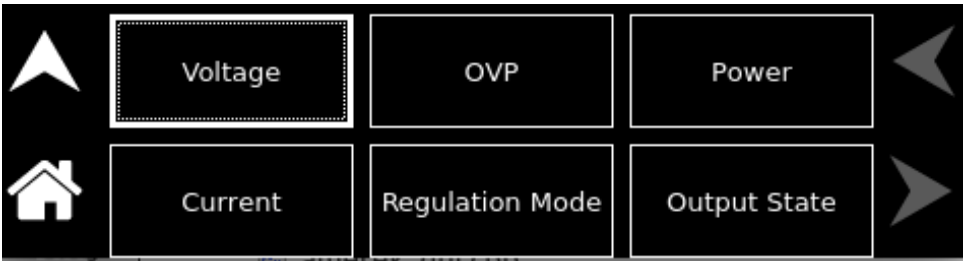 Voltage
OVP
Power
Current
Regulation Mode
Output State